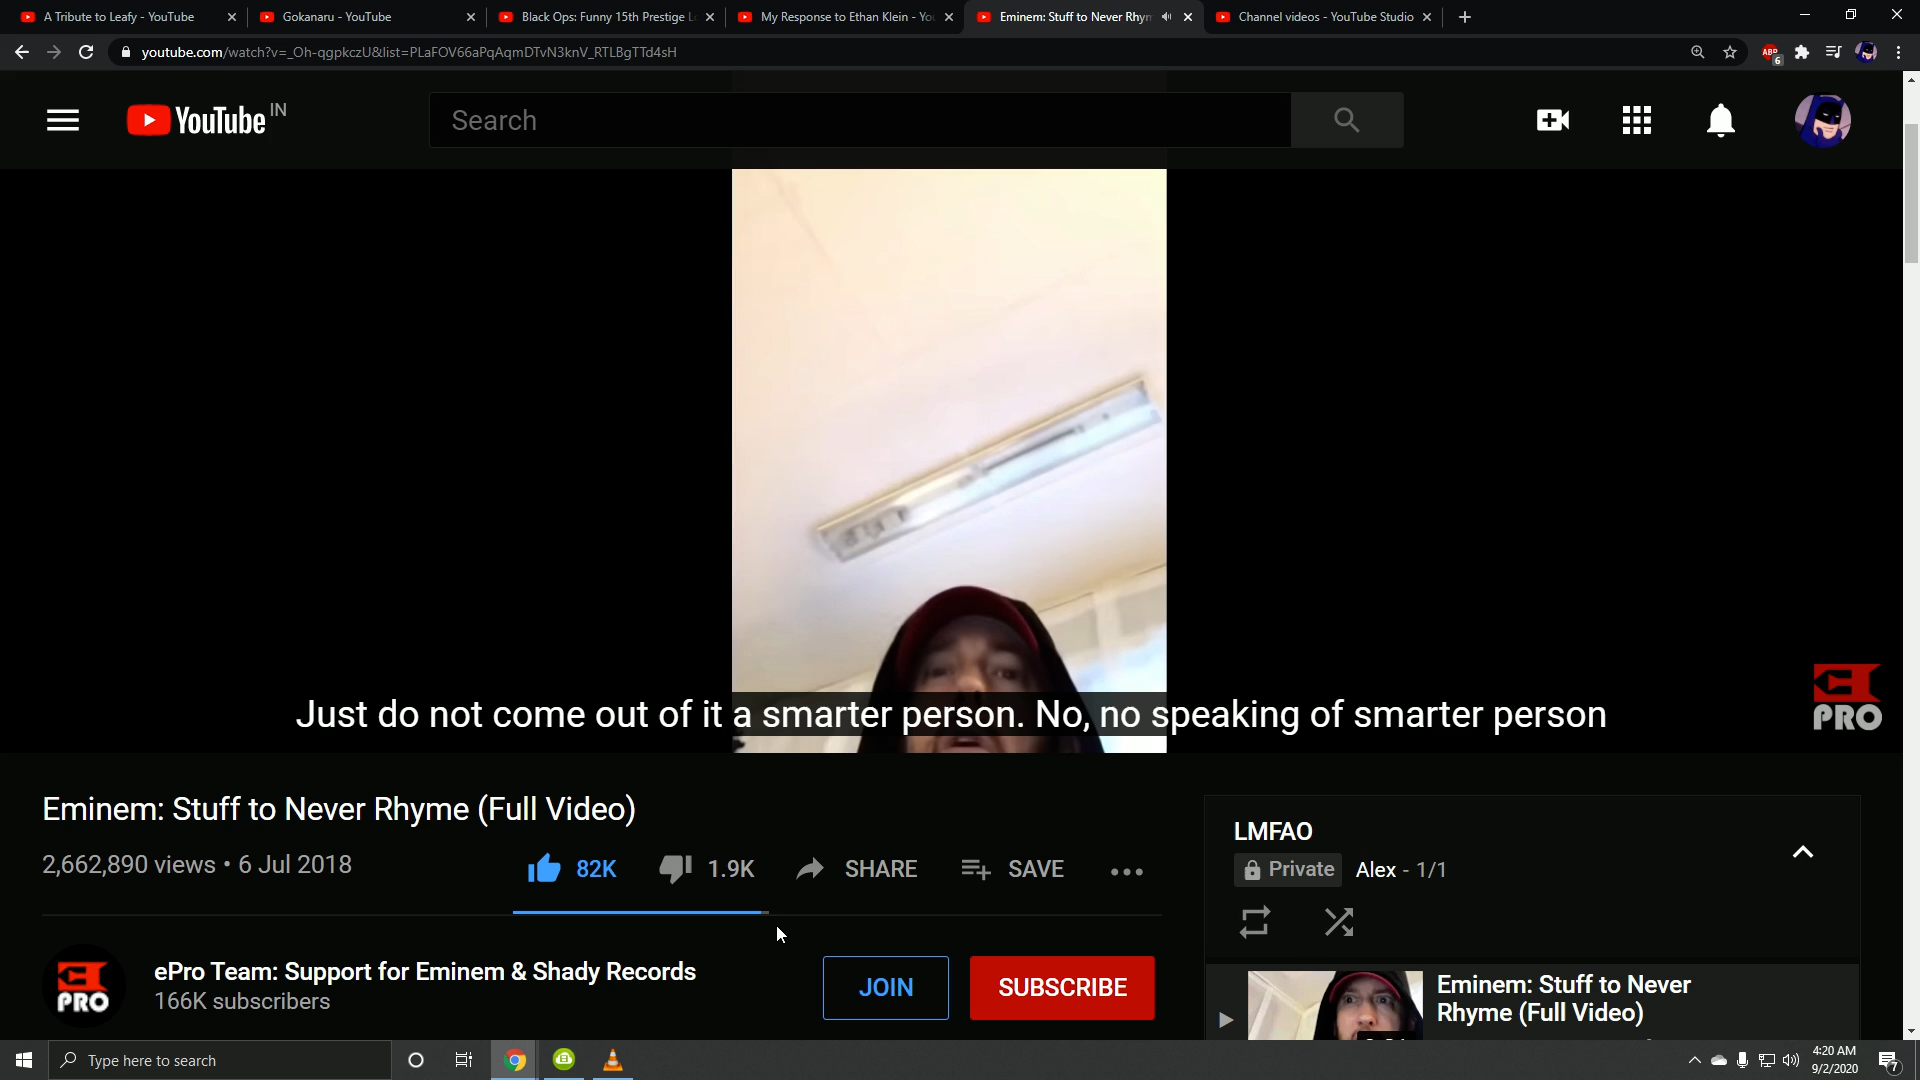 A Tribute to Leafy - YouTube
Gokanaru - YouTube
Black Ops: Funny 15th Prestige L
My Response to Ethan Klein - Yo
Eminem: Stuff to Never Rhym
Channel videos - YouTube Studio
youtube.com/watch?v=_Oh-qgpkczU&list=PLaFOV66aPqAqmDTvN3knV_RTLBgTTd4sH
ABP
6
YouTube IN
Search
Just do not come out of it a smarter person. No, no speaking of smarter person
PRO
Eminem: Stuff to Never Rhyme (Full Video)
2,662,890 views • 6 Jul 2018
82K
1.9K
SHARE
SAVE
LMFAO
Private
Alex - 1/1
PRO
ePro Team: Support for Eminem & Shady Records
166K subscribers
JOIN
SUBSCRIBE
Eminem: Stuff to Never
Rhyme (Full Video)
Type here to search
4:20 AM
9/2/2020
7